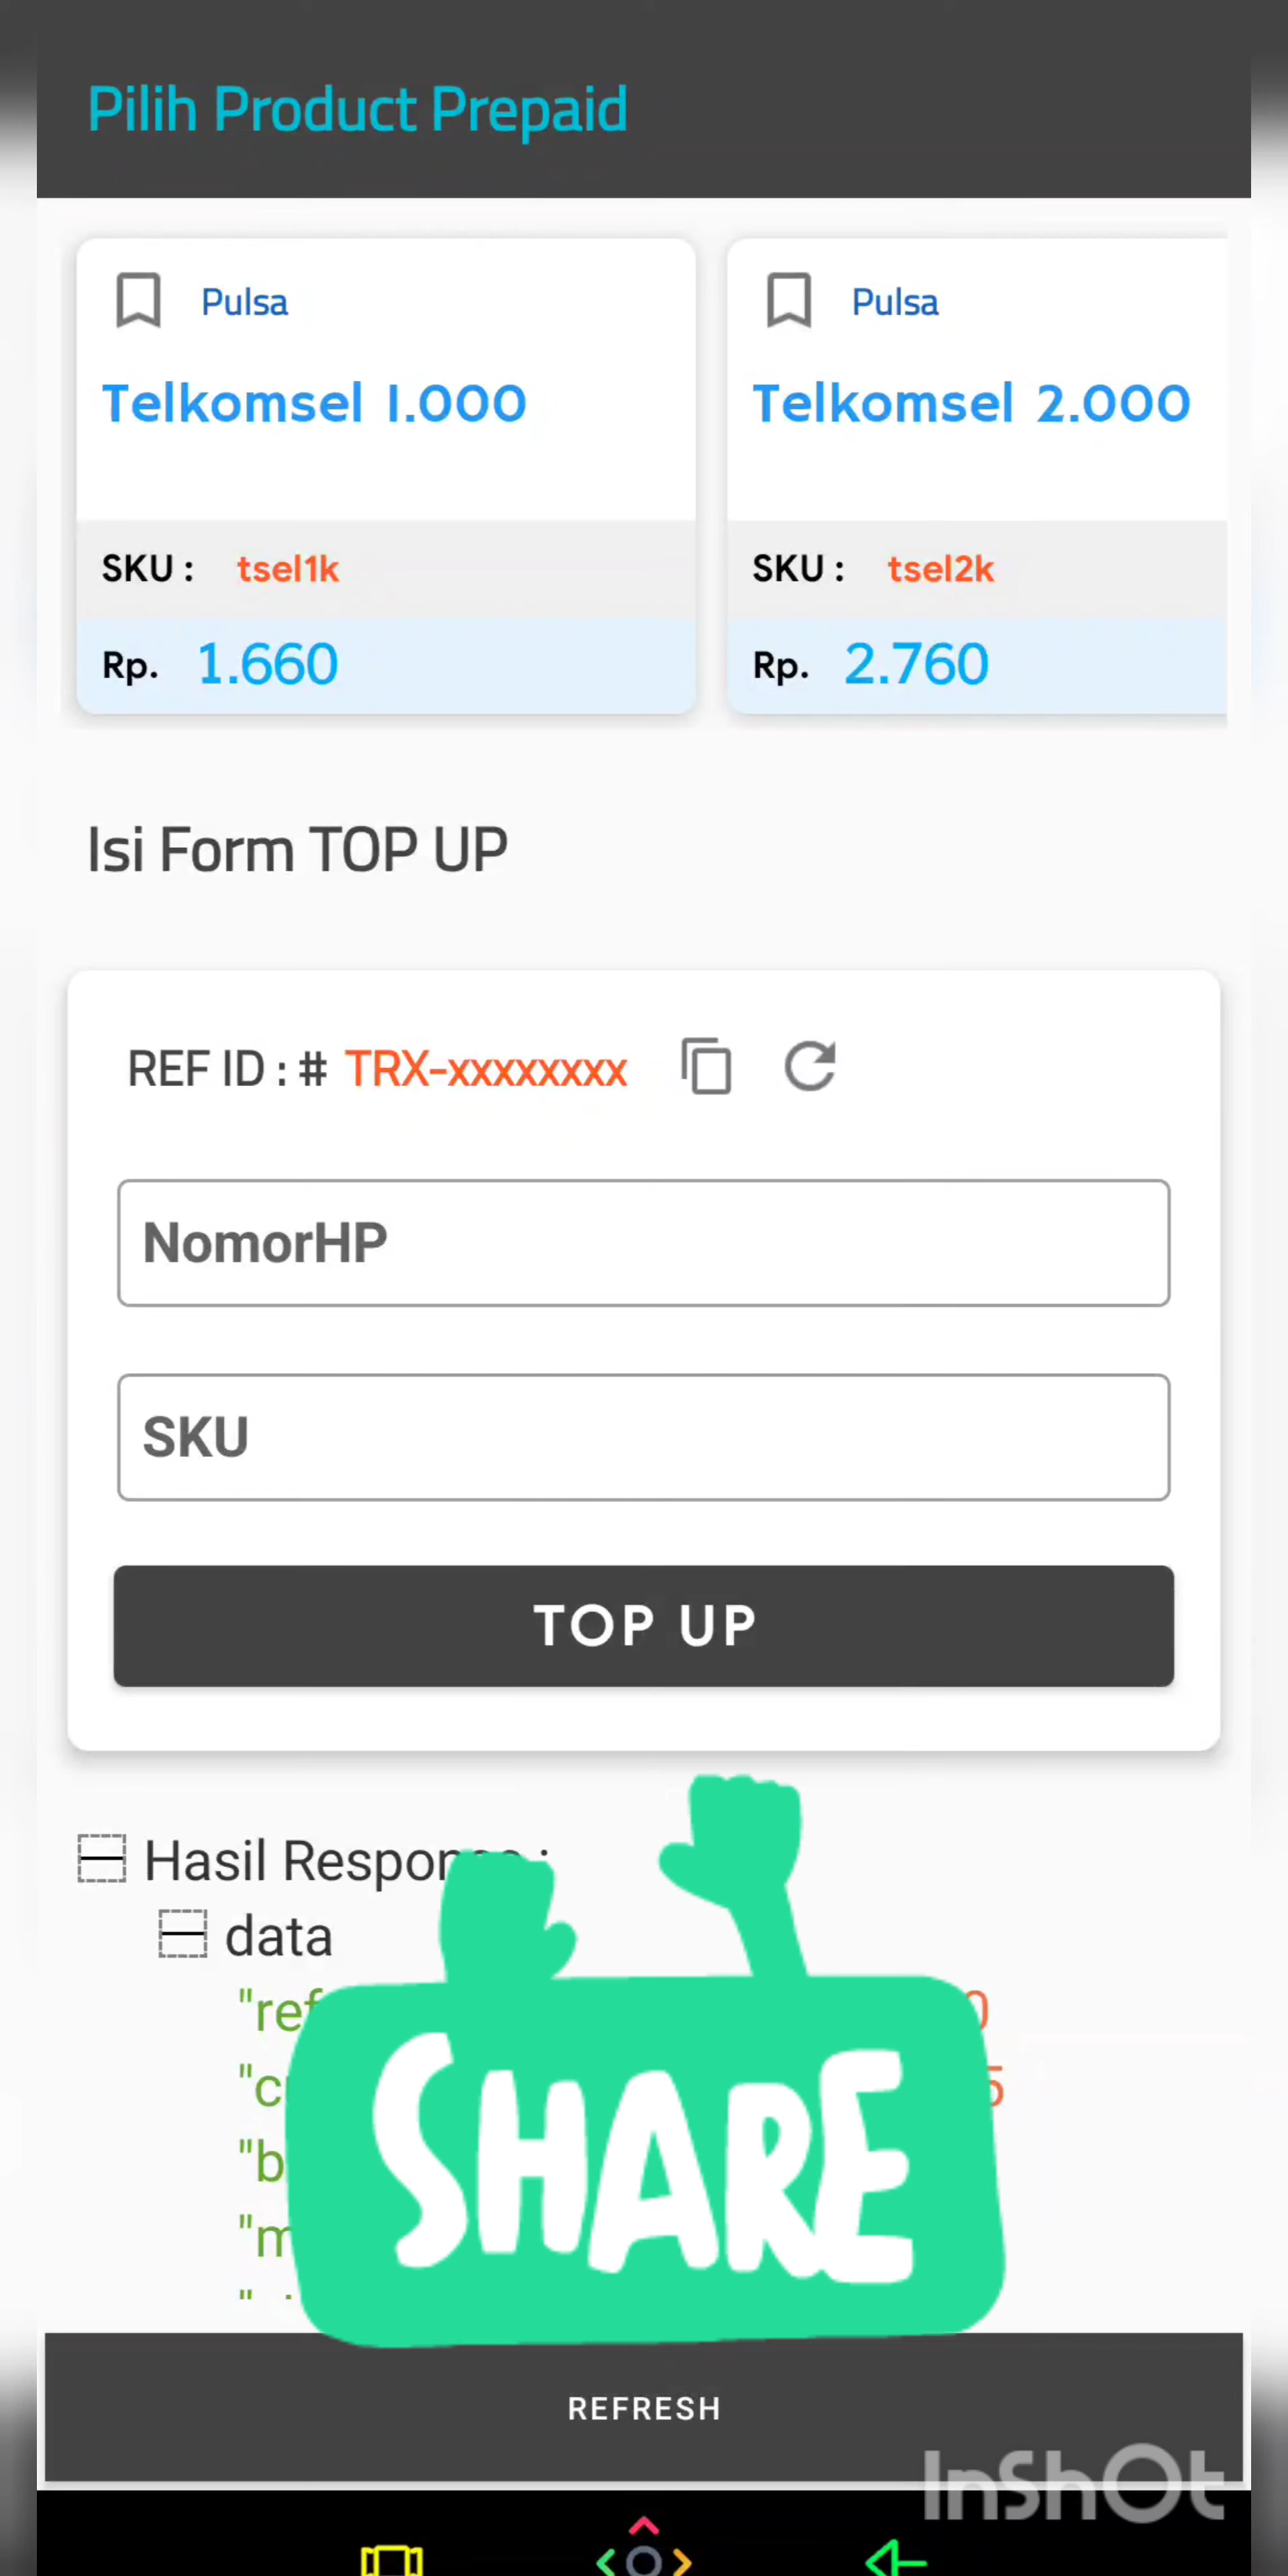 Pilih Product Prepaid
Pulsa
Telkomsel 1.000
SKU : tsel1k
Rp. 1.660
Pulsa
Telkomsel 2.000
SKU : tsel2k
Rp. 2.760
Isi Form TOP UP
REF ID : # TRX-xxxxxxxx
NomorHP
SKU
TOP UP
Hasil :
data
SHARE
REFRESH
InShOt